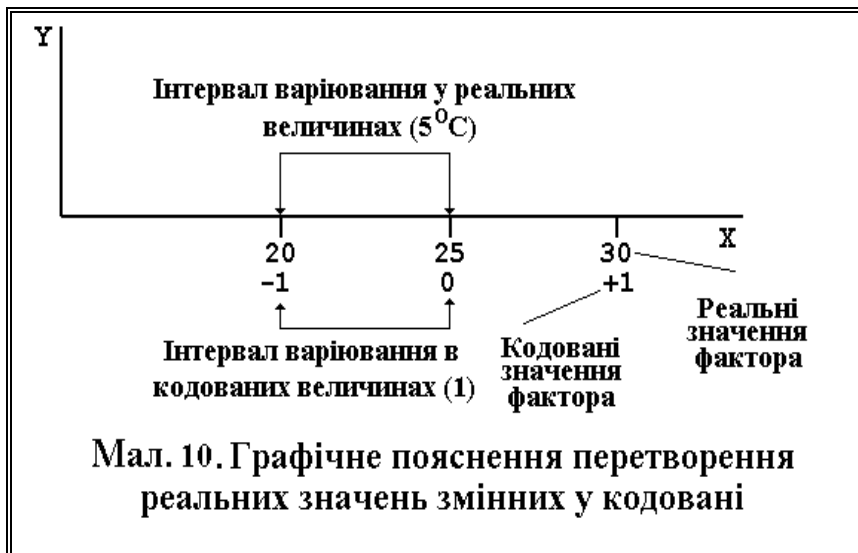 Y
Інтервал варіювання у реальних
величинах (5⁰С)
X
20 25 30
-1 0 +1
Реальні
значення
фактора
Інтервал варіювання в
кодованих величинах (1)
Кодовані
значення
фактора
Мал. 10. Графічне пояснення перетворення
реальних значень змінних у кодовані